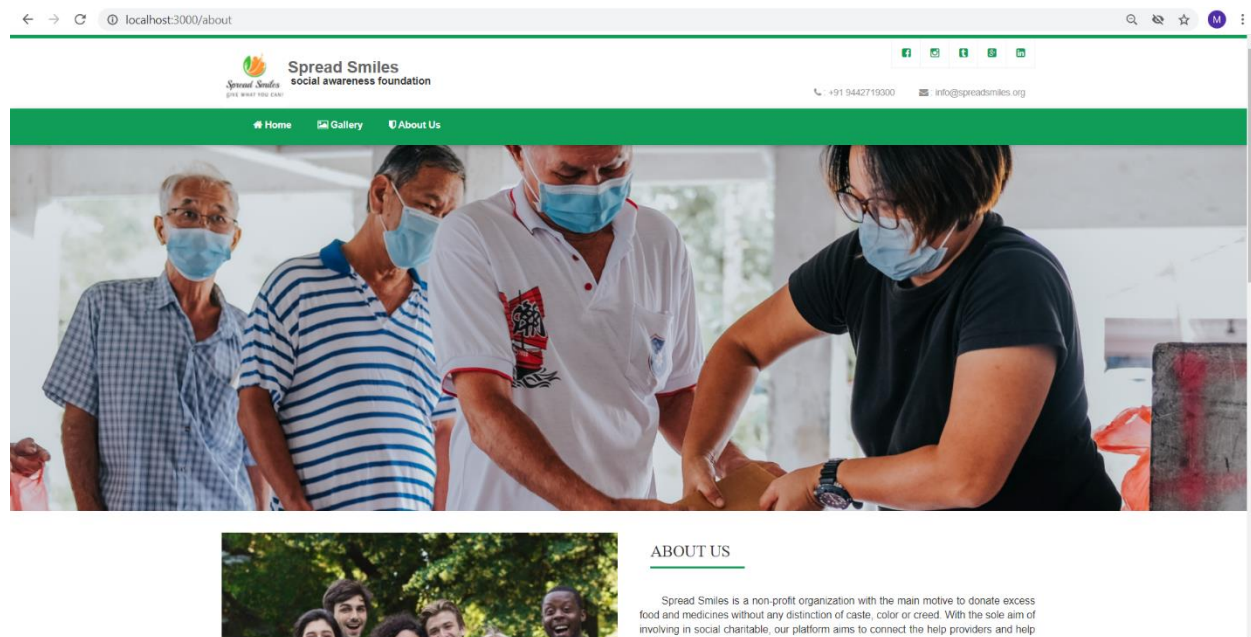 localhost:3000/about
M
Spread Smiles
social awareness foundation
Spread Smiles
GIVE WHAT YOU CAN!
: +91 9442719300
: info@spreadsmiles.org
Home
Gallery
About Us
ABOUT US
Spread Smiles is a non-profit organization with the main motive to donate excess
food and medicines without any distinction of caste, color or creed. With the sole aim of
involving in social charitable, our platform aims to connect the help providers and help